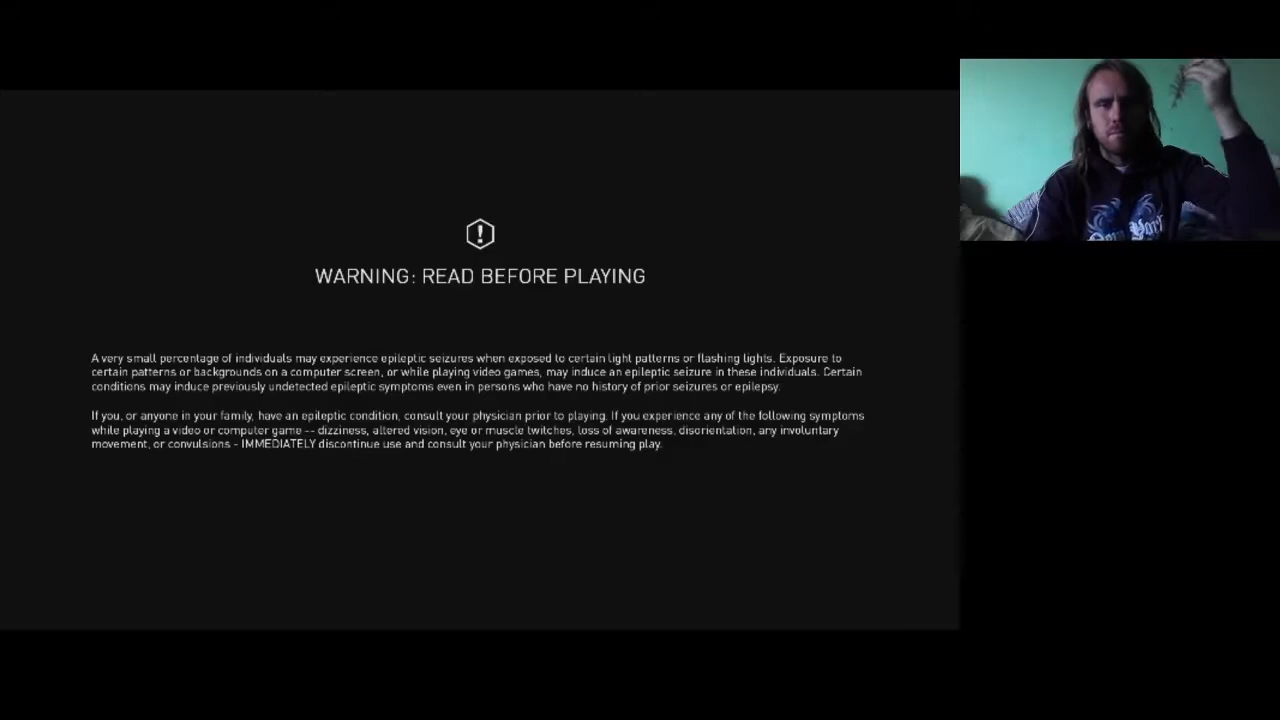 WARNING: READ BEFORE PLAYING
A very small percentage of individuals may experience epileptic seizures when exposed to certain light patterns or flashing lights. Exposure to
certain patterns or backgrounds on a computer screen, or while playing video games, may induce an epileptic seizure in these individuals. Certain
conditions may induce previously undetected epileptic symptoms even in persons who have no history of prior seizures or epilepsy.
If you, or anyone in your family, have an epileptic condition, consult your physician prior to playing. If you experience any of the following symptoms
while playing a video or computer game -- dizziness, altered vision, eye or muscle twitches, loss of awareness, disorientation, any involuntary
movement, or convulsions - IMMEDIATELY discontinue use and consult your physician before resuming play.